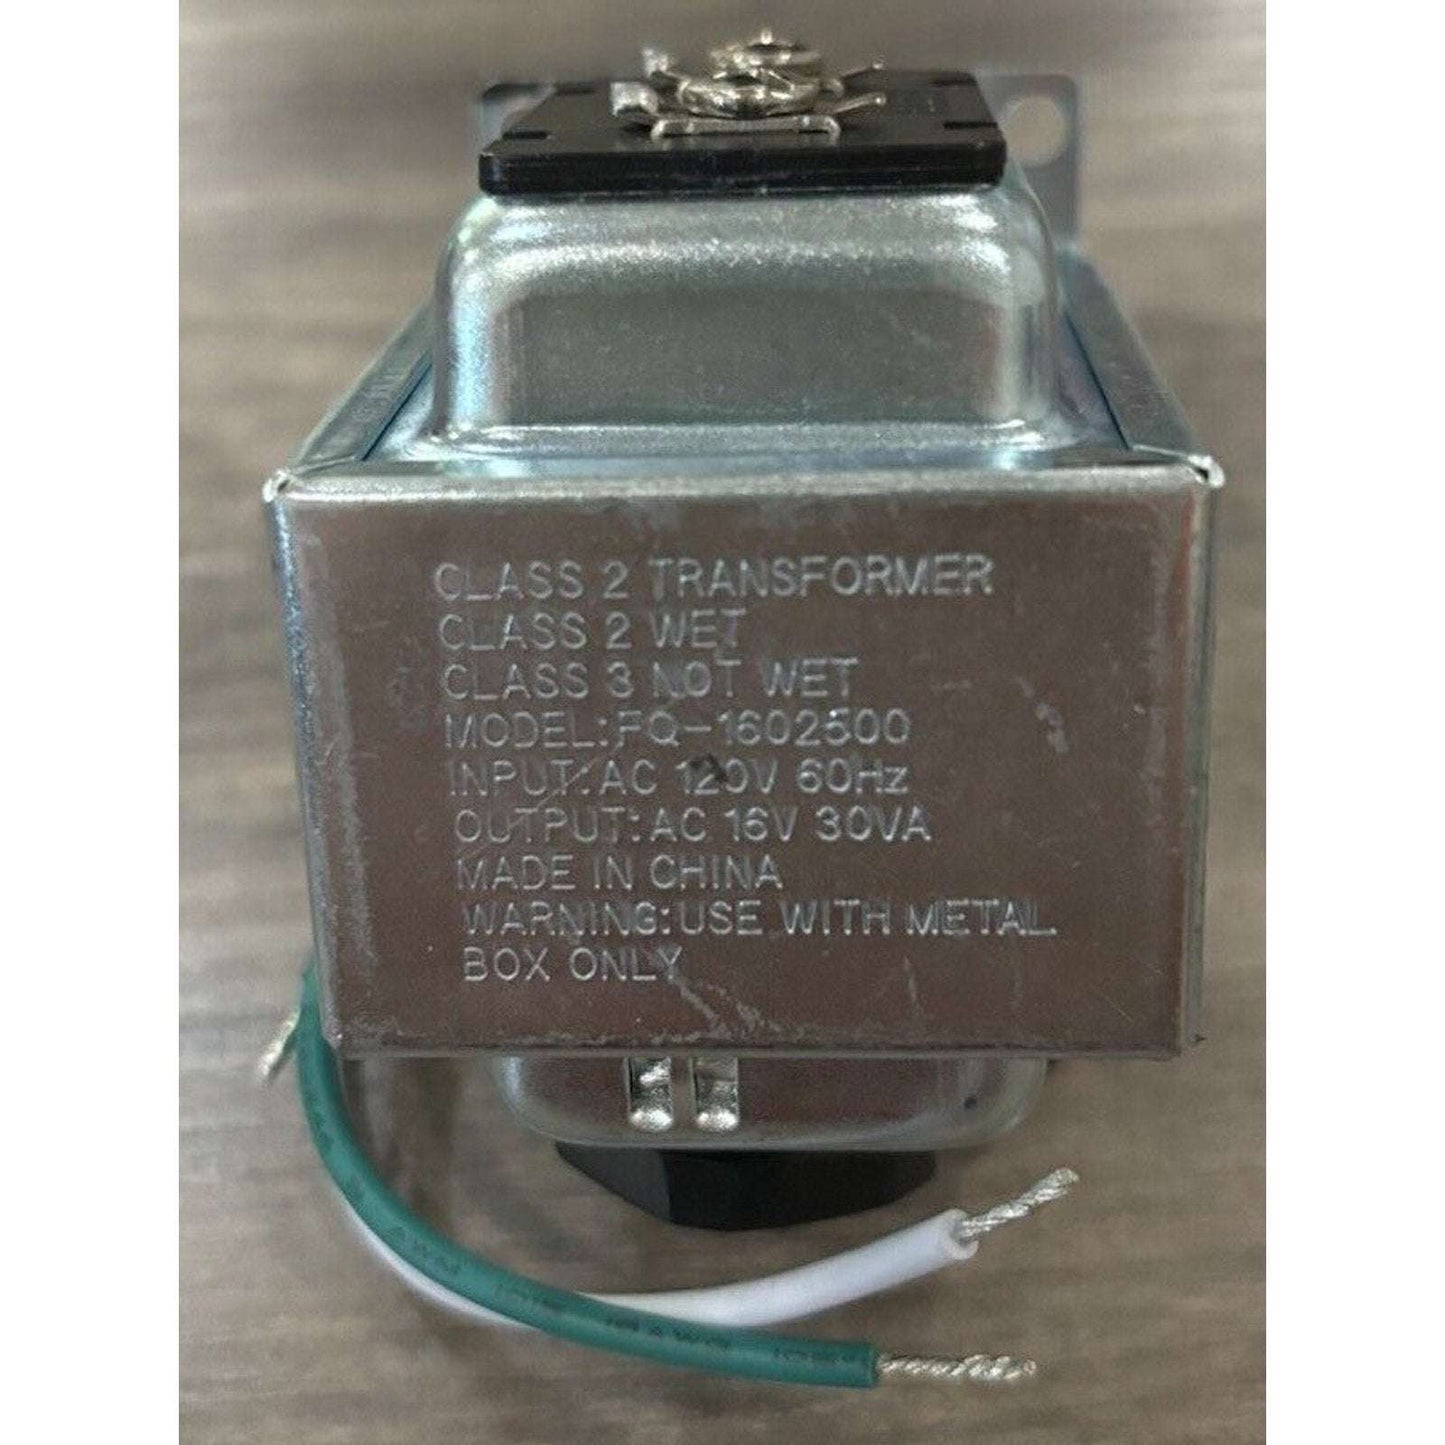 CLASS 2 TRANSFORMER
CLASS 2 WET
CLASS 3 NOT WET
MODEL:FQ-1602500
INPUT:AC 120V 60Hz
OUTPUT:AC 16V 30VA
MADE IN CHINA
WARNING:USE WITH METAL
BOX ONLY